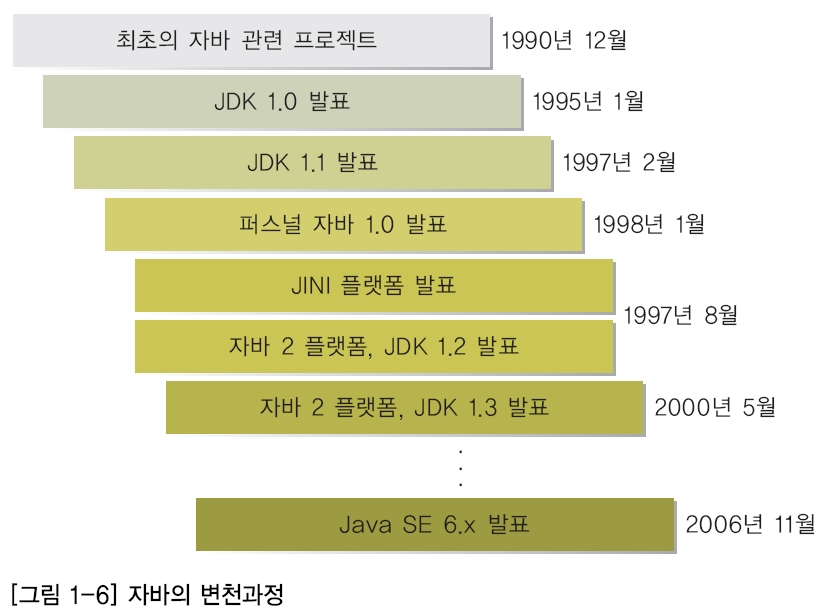 최초의 자바 관련 프로젝트 1990년 12월
JDK 1.0 발표 1995년 1월
JDK 1.1 발표 1997년 2월
퍼스널 자바 1.0 발표 1998년 1월
JINI 플랫폼 발표
1997년 8월
자바 2 플랫폼, JDK 1.2 발표
자바 2 플랫폼, JDK 1.3 발표 2000년 5월
Java SE 6.x 발표 2006년 11월
[그림 1-6] 자바의 변천과정